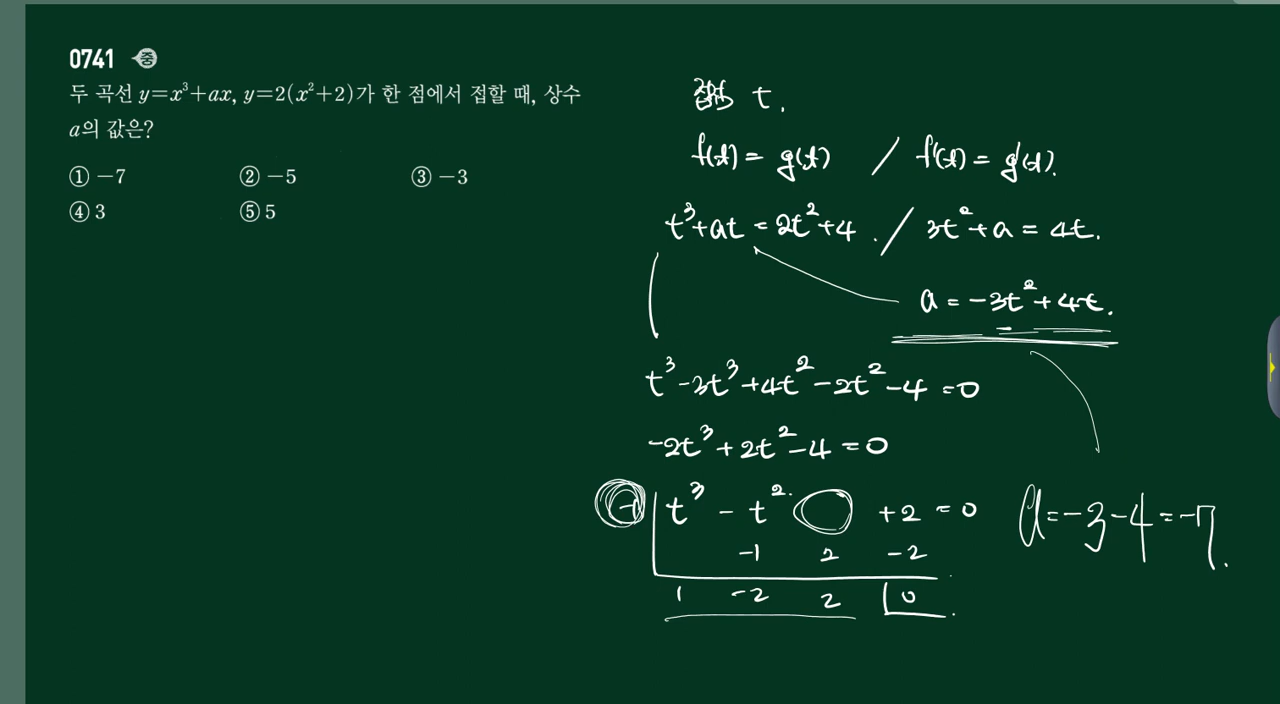 0741 중
두 곡선 y=x³+ax, y=2(x²+2)가 한 점에서 접할 때, 상수
a의 값은?
① −7 ② −5 ③ −3
④ 3 ⑤ 5
t.
f(t) = g(t) / f'(t) = g'(t).
t³+at = 2t²+4. / 3t²+a = 4t.
a = -3t²+4t.
t³-3t³+4t²-2t²-4=0
-2t³+2t²-4=0
-1 t³ - t² +2 = 0
a=-3-4=-7.
-1 2 -2
1 -2 2 0